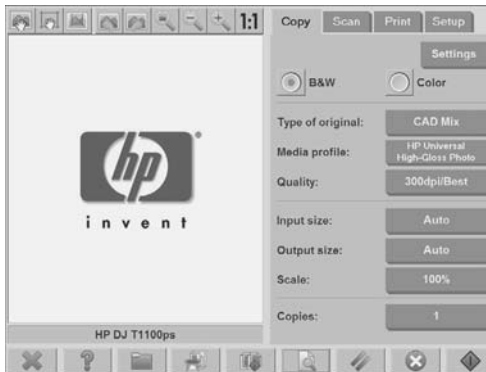 1:1
Copy Scan Print Setup
Settings
B&W Color
Type of original: CAD Mix
Media profile: HP Universal
High-Gloss Photo
Quality: 300dpi/Best
Input size: Auto
Output size: Auto
Scale: 100%
Copies: 1
hp
invent
HP DJ T1100ps